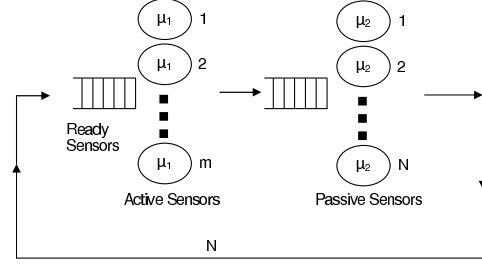 μ1 1
μ2 1
μ1 2
μ2 2
Ready
Sensors
μ1 m
μ2 N
Active Sensors
Passive Sensors
N